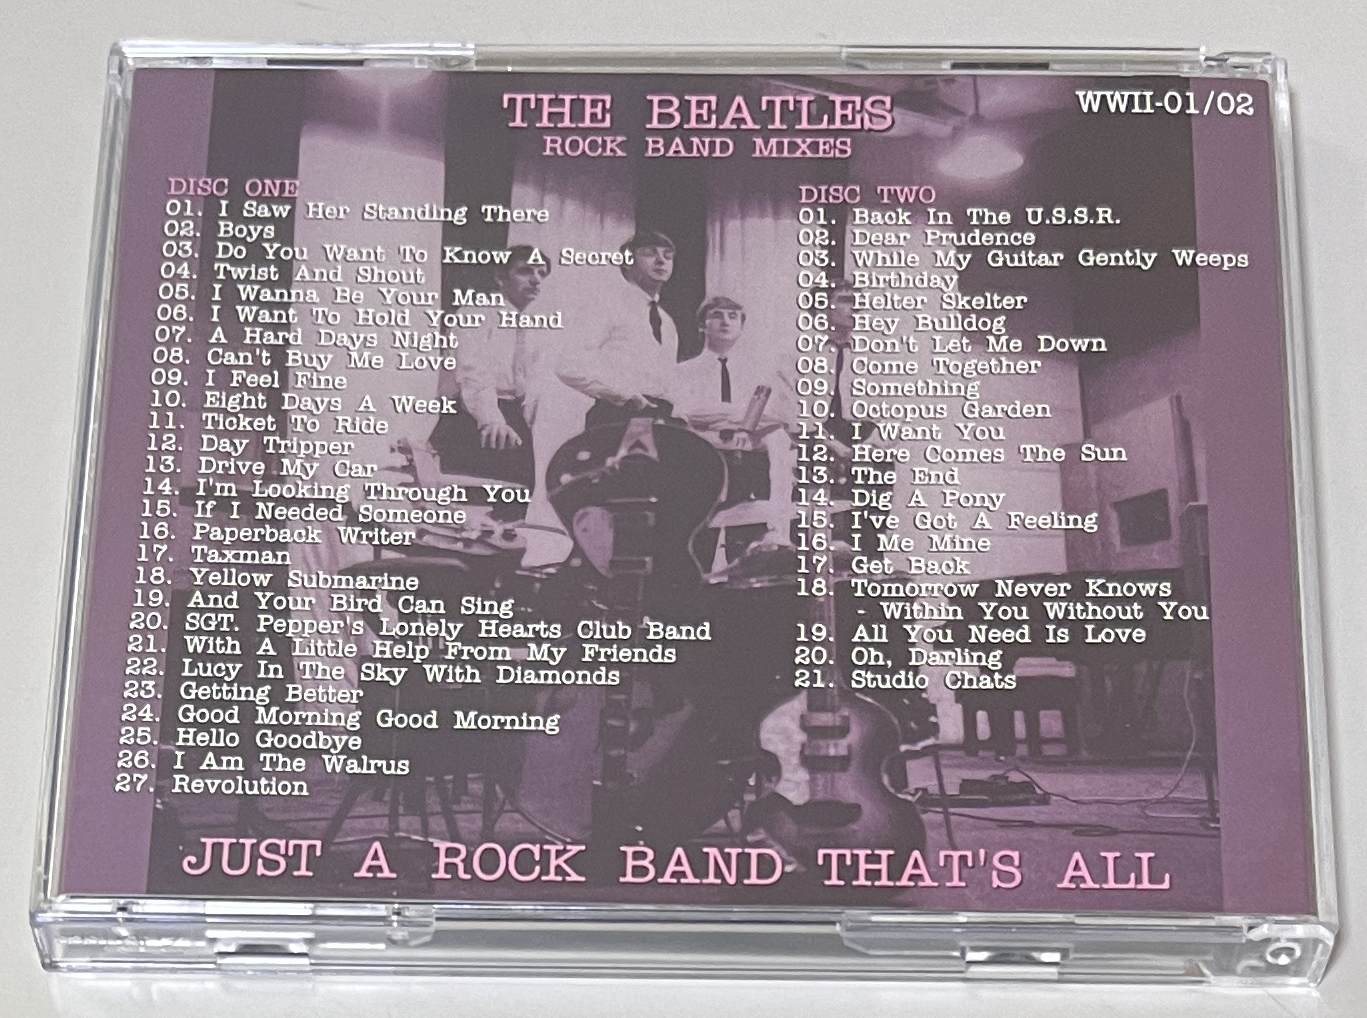 THE BEATLES
ROCK BAND MIXES
WWII-01/02
DISC ONE
01. I Saw Her Standing There
02. Boys
03. Do You Want To Know A Secret
04. Twist And Shout
05. I Wanna Be Your Man
06. I Want To Hold Your Hand
07. A Hard Days Night
08. Can't Buy Me Love
09. I Feel Fine
10. Eight Days A Week
11. Ticket To Ride
12. Day Tripper
13. Drive My Car
14. I'm Looking Through You
15. If I Needed Someone
16. Paperback Writer
17. Taxman
18. Yellow Submarine
19. And Your Bird Can Sing
20. SGT. Pepper's Lonely Hearts Club Band
21. With A Little Help From My Friends
22. Lucy In The Sky With Diamonds
23. Getting Better
24. Good Morning Good Morning
25. Hello Goodbye
26. I Am The Walrus
27. Revolution
DISC TWO
01. Back In The U.S.S.R.
02. Dear Prudence
03. While My Guitar Gently Weeps
04. Birthday
05. Helter Skelter
06. Hey Bulldog
07. Don't Let Me Down
08. Come Together
09. Something
10. Octopus Garden
11. I Want You
12. Here Comes The Sun
13. The End
14. Dig A Pony
15. I've Got A Feeling
16. I Me Mine
17. Get Back
18. Tomorrow Never Knows
- Within You Without You
19. All You Need Is Love
20. Oh, Darling
21. Studio Chats
JUST A ROCK BAND THAT'S ALL